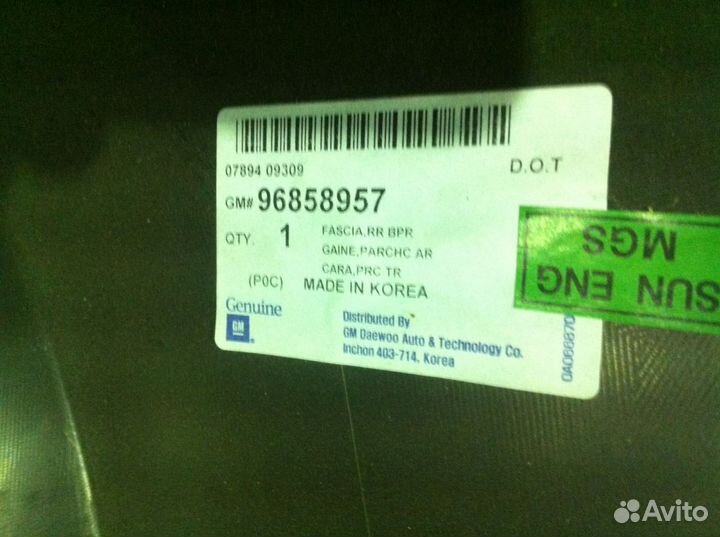 07894 09309
D.O.T
GM# 96858957
QTY. 1
FASCIA,RR BPR
GAINE,PARCHC AR
CARA,PRC TR
(P0C) MADE IN KOREA
Genuine
GM
Distributed By
GM Daewoo Auto & Technology Co.
Inchon 403-714, Korea
SUN ENG
MGS
Avito